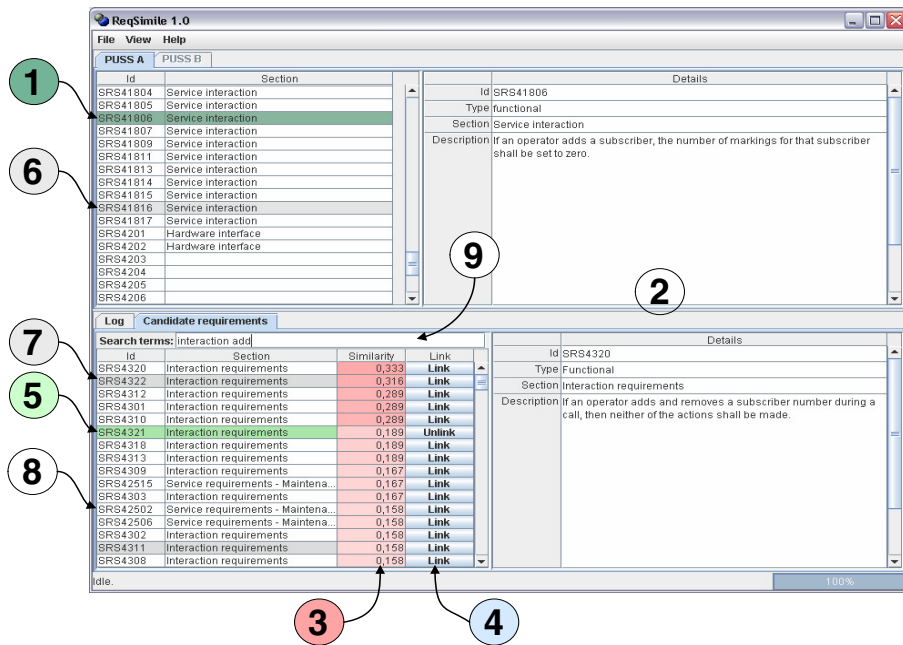 ReqSimile 1.0
File View Help
PUSS A PUSS B
Id Section
SRS41804 Service interaction
SRS41805 Service interaction
SRS41806 Service interaction
SRS41807 Service interaction
SRS41809 Service interaction
SRS41811 Service interaction
SRS41813 Service interaction
SRS41814 Service interaction
SRS41815 Service interaction
SRS41816 Service interaction
SRS41817 Service interaction
SRS4201 Hardware interface
SRS4202 Hardware interface
SRS4203
SRS4204
SRS4205
SRS4206
Details
Id SRS41806
Type functional
Section Service interaction
Description If an operator adds a subscriber, the number of markings for that subscriber
shall be set to zero.
1
6
9
2
Log Candidate requirements
Search terms: interaction add
Id Section Similarity Link
SRS4320 Interaction requirements 0,333 Link
SRS4322 Interaction requirements 0,316 Link
SRS4312 Interaction requirements 0,289 Link
SRS4301 Interaction requirements 0,289 Link
SRS4310 Interaction requirements 0,289 Link
SRS4321 Interaction requirements 0,189 Unlink
SRS4318 Interaction requirements 0,189 Link
SRS4313 Interaction requirements 0,189 Link
SRS4309 Interaction requirements 0,167 Link
SRS42515 Service requirements - Maintena... 0,167 Link
SRS4303 Interaction requirements 0,167 Link
SRS42502 Service requirements - Maintena... 0,158 Link
SRS42506 Service requirements - Maintena... 0,158 Link
SRS4302 Interaction requirements 0,158 Link
SRS4311 Interaction requirements 0,158 Link
SRS4308 Interaction requirements 0,158 Link
Details
Id SRS4320
Type Functional
Section Interaction requirements
Description If an operator adds and removes a subscriber number during a
call, then neither of the actions shall be made.
7
5
8
Idle. 100%
3
4